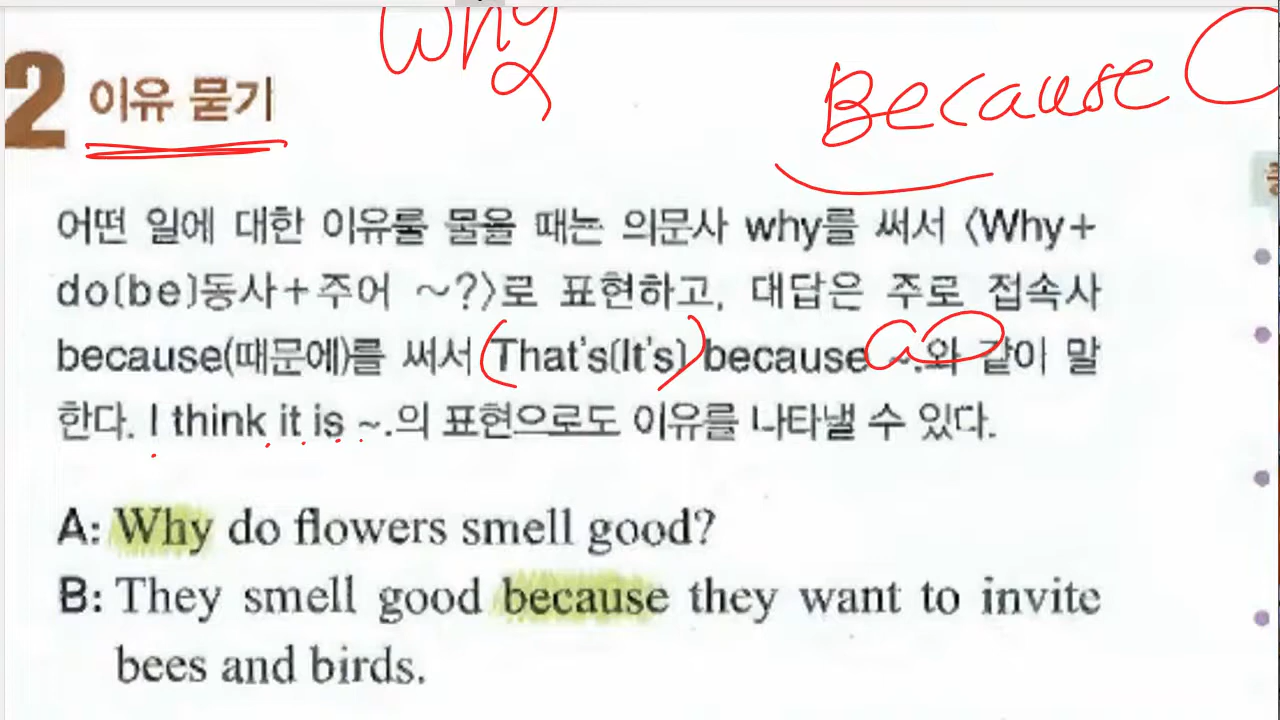 Why
Because
2 이유 묻기
어떤 일에 대한 이유를 물을 때는 의문사 why를 써서 〈Why+
do(be)동사+주어 ~?〉로 표현하고, 대답은 주로 접속사
because(때문에)를 써서 That's(It's) because ~.와 같이 말
한다. I think it is ~.의 표현으로도 이유를 나타낼 수 있다.
A: Why do flowers smell good?
B: They smell good because they want to invite
bees and birds.